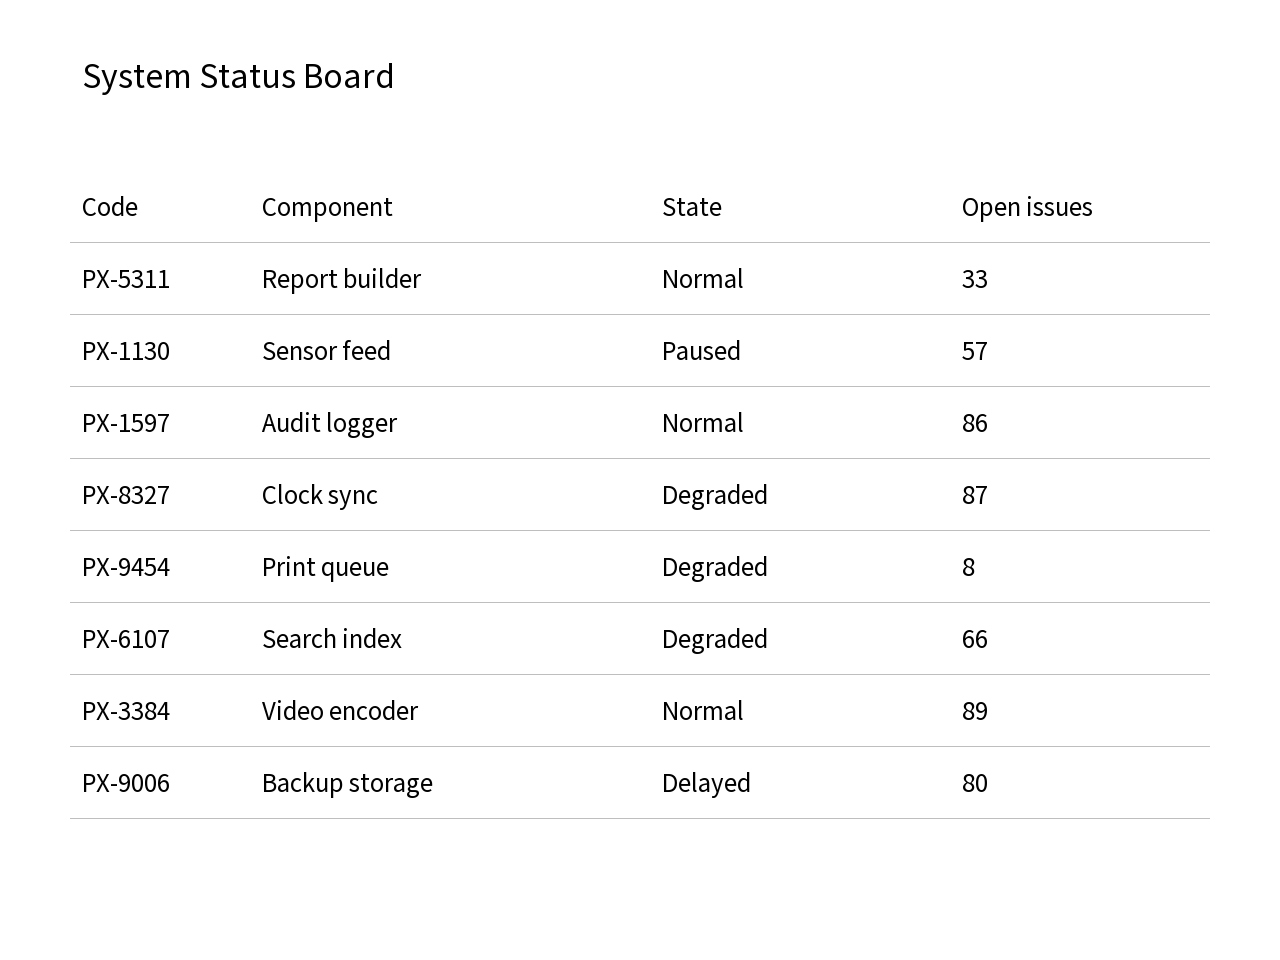 System Status Board
Code Component State Open issues
PX-5311 Report builder Normal 33
PX-1130 Sensor feed Paused 57
PX-1597 Audit logger Normal 86
PX-8327 Clock sync Degraded 87
PX-9454 Print queue Degraded 8
PX-6107 Search index Degraded 66
PX-3384 Video encoder Normal 89
PX-9006 Backup storage Delayed 80